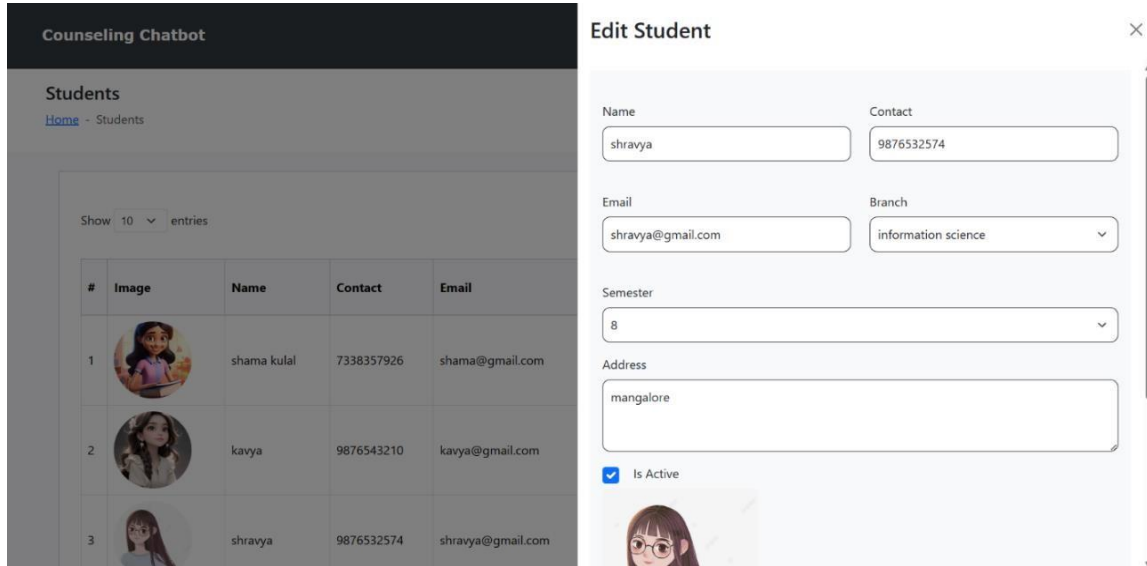 Counseling Chatbot
Students
Home - Students
Show 10 entries
# Image Name Contact Email
1 shama kulal 7338357926 shama@gmail.com
2 kavya 9876543210 kavya@gmail.com
3 shravya 9876532574 shravya@gmail.com
Edit Student
Name Contact
shravya 9876532574
Email Branch
shravya@gmail.com information science
Semester
8
Address
mangalore
Is Active